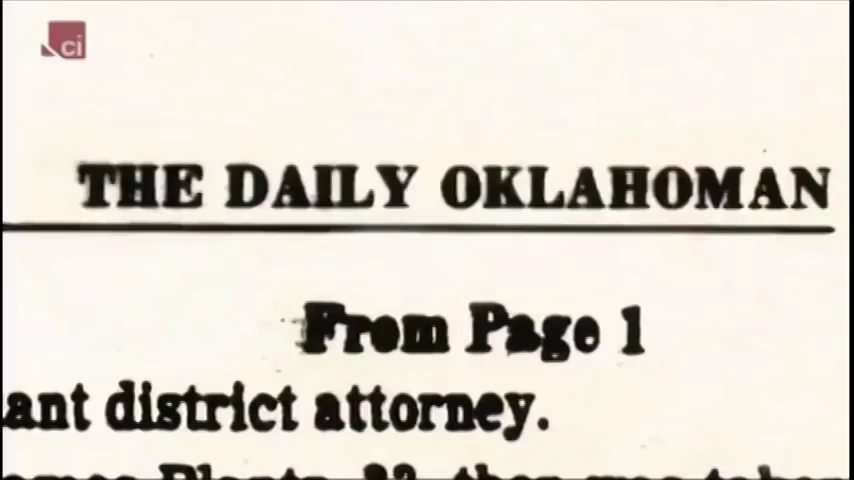 ci
THE DAILY OKLAHOMAN
From Page 1
ant district attorney.